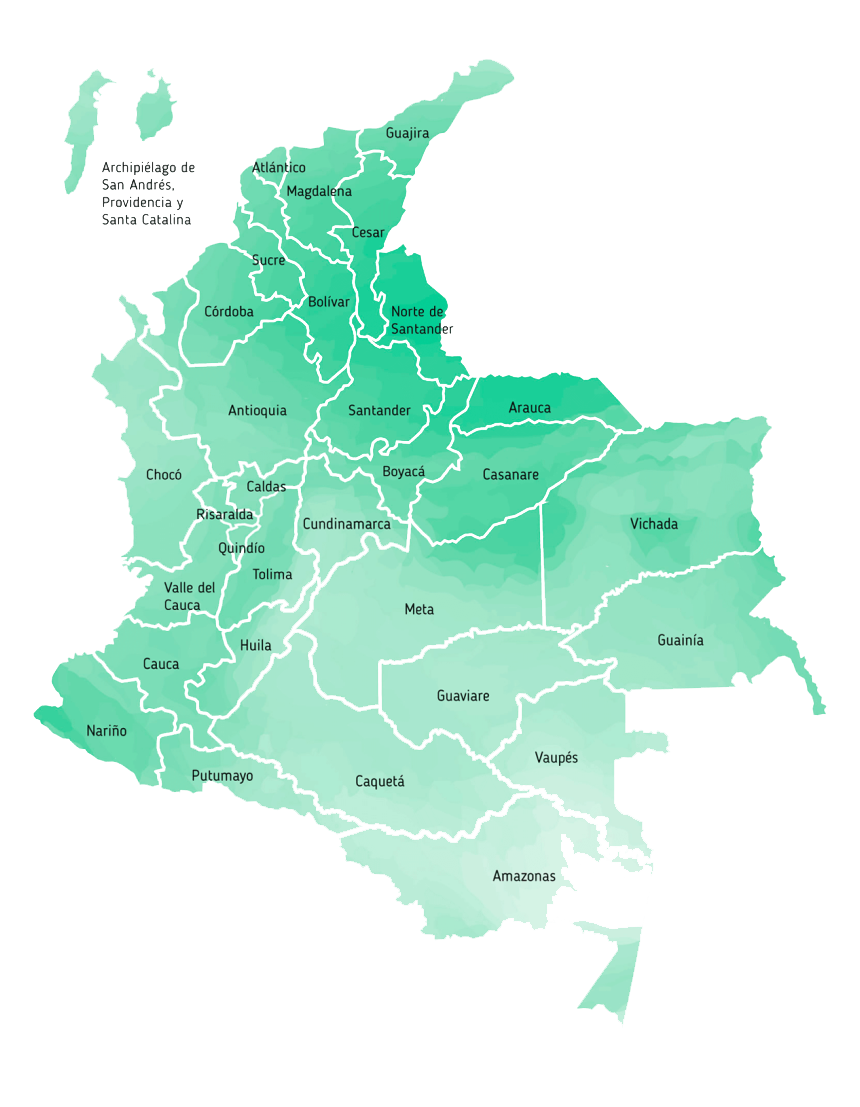 Guajira
Atlántico
Archipiélago de
San Andrés,
Providencia y
Santa Catalina
Magdalena
Cesar
Sucre
Bolívar
Córdoba
Norte de
Santander
Antioquia
Santander
Arauca
Chocó
Boyacá
Casanare
Caldas
Risaralda
Cundinamarca
Vichada
Quindío
Tolima
Valle del
Cauca
Meta
Huila
Guainía
Cauca
Guaviare
Nariño
Vaupés
Putumayo
Caquetá
Amazonas